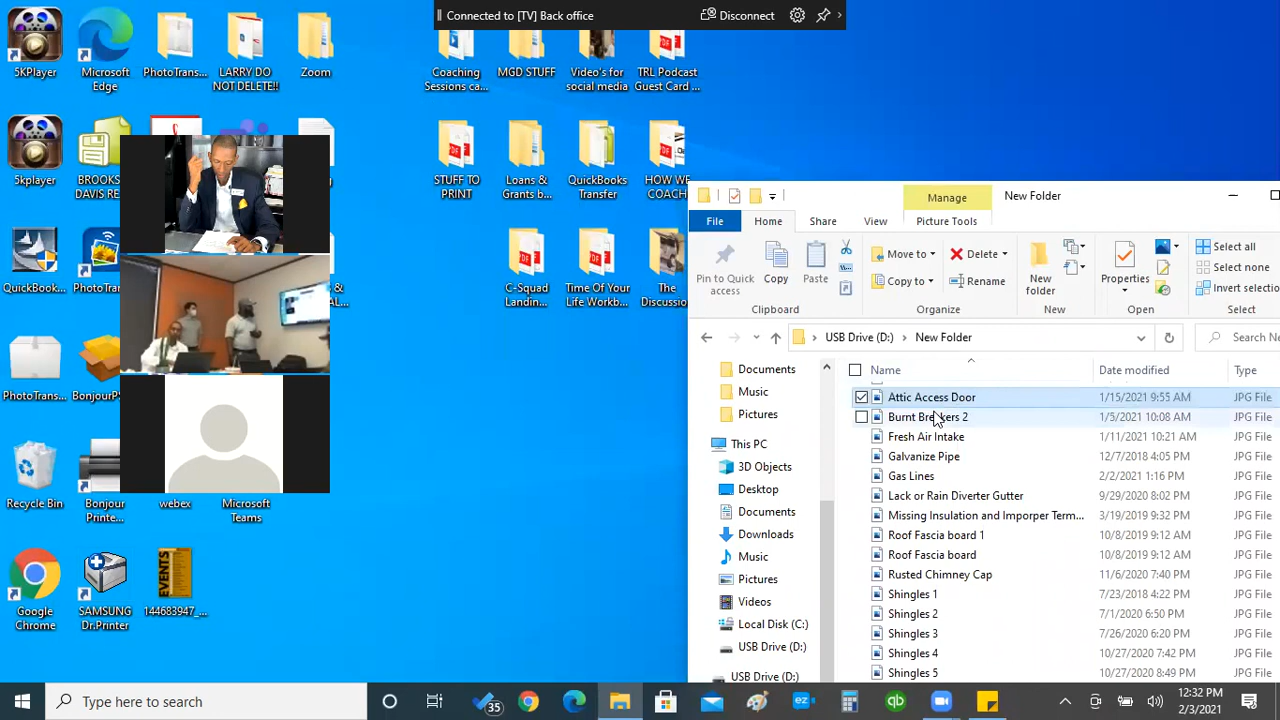 Connected to [TV] Back office
Disconnect
5KPlayer
Microsoft
Edge
PhotoTrans...
LARRY DO
NOT DELETE!!
Zoom
Coaching
Sessions ca...
MGD STUFF
Video's for
social media
TRL Podcast
Guest Card ...
5kplayer
BROOKS
DAVIS RE
STUFF TO
PRINT
Loans &
Grants b...
QuickBooks
Transfer
HOW WE
COACH
QuickBook...
PhotoTran
&
AL...
C-Squad
Landin...
Time Of Your
Life Workb...
The
Discussio
PhotoTrans...
BonjourPS
Recycle Bin
Bonjour
Printe...
webex
Microsoft
Teams
Google
Chrome
SAMSUNG
Dr.Printer
EVENTS
144683947_...
Manage
New Folder
File
Home
Share
View
Picture Tools
Pin to Quick
access
Copy
Paste
Move to
Copy to
Delete
Rename
New
folder
Properties
Select all
Select none
Invert selectio
Clipboard
Organize
New
Open
Select
USB Drive (D:)
New Folder
Search Ne
Documents
Music
Pictures
This PC
3D Objects
Desktop
Documents
Downloads
Music
Pictures
Videos
Local Disk (C:)
USB Drive (D:)
USB Drive (D:)
Name
Date modified
Type
Attic Access Door 1/15/2021 9:55 AM JPG File
Burnt Breakers 2 1/5/2021 10:08 AM JPG File
Fresh Air Intake 1/11/2021 10:21 AM JPG File
Galvanize Pipe 12/7/2018 4:05 PM JPG File
Gas Lines 2/2/2021 1:16 PM JPG File
Lack or Rain Diverter Gutter 9/29/2020 8:02 PM JPG File
Missing Insulation and Imporper Term... 3/19/2019 9:32 PM JPG File
Roof Fascia board 1 10/8/2019 9:12 AM JPG File
Roof Fascia board 10/8/2019 9:12 AM JPG File
Rusted Chimney Cap 11/6/2020 7:40 PM JPG File
Shingles 1 7/23/2018 4:22 PM JPG File
Shingles 2 7/1/2020 6:50 PM JPG File
Shingles 3 7/26/2020 6:20 PM JPG File
Shingles 4 10/27/2020 7:42 PM JPG File
Shingles 5 10/27/2020 8:49 PM JPG File
Type here to search
35
ez
qb
12:32 PM
2/3/2021